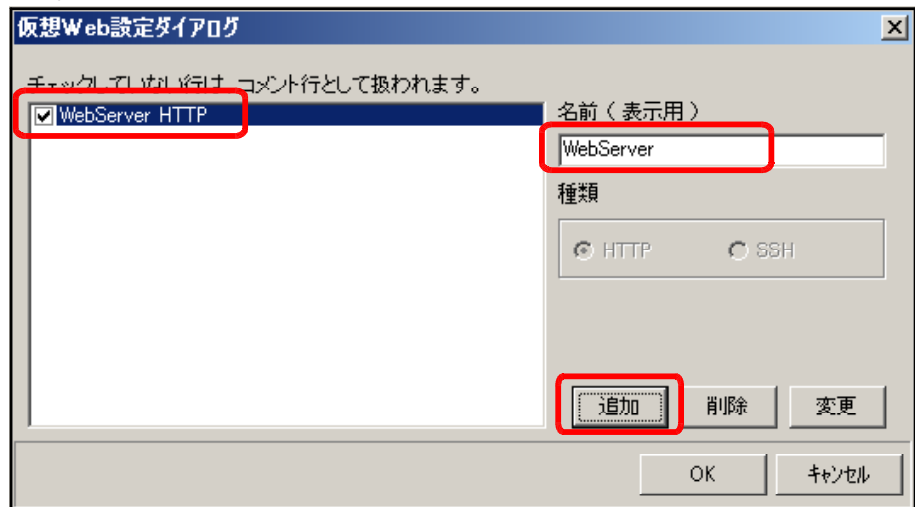 仮想Web設定ダイアログ
チェックしていない行は、コメント行として扱われます。
WebServer HTTP
名前（表示用）
WebServer
種類
HTTP
SSH
追加
削除
変更
OK
キャンセル